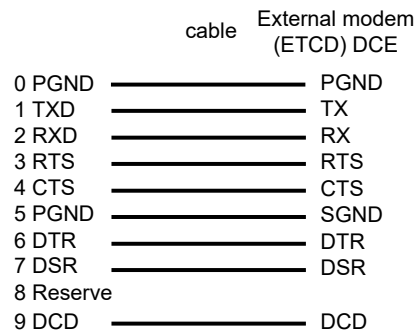 cable
External modem
(ETCD) DCE
0 PGND PGND
1 TXD TX
2 RXD RX
3 RTS RTS
4 CTS CTS
5 PGND SGND
6 DTR DTR
7 DSR DSR
8 Reserve
9 DCD DCD